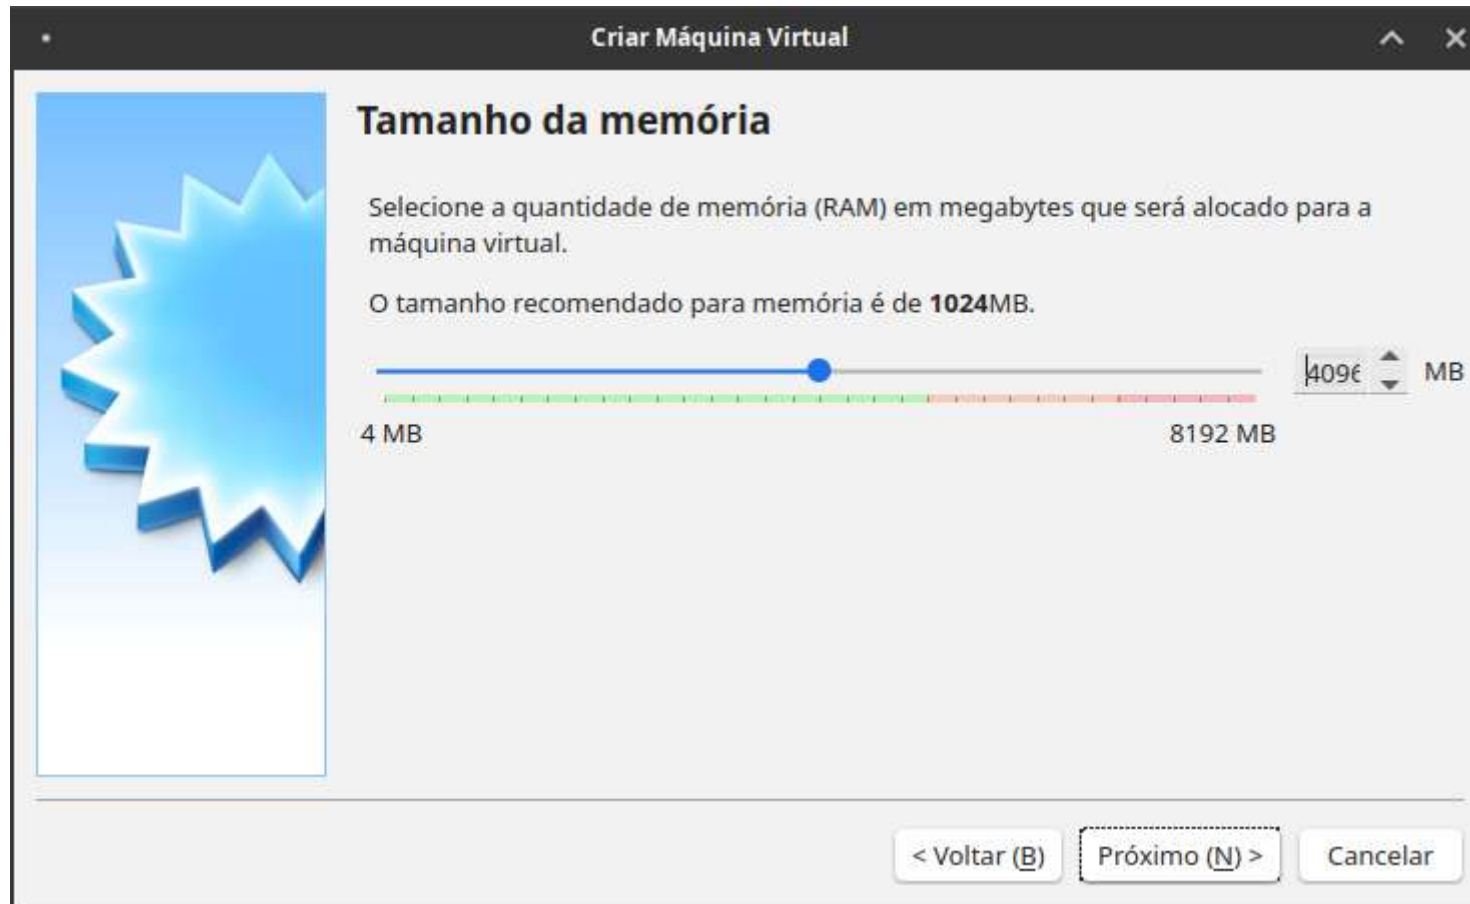 Criar Máquina Virtual
Tamanho da memória
Selecione a quantidade de memória (RAM) em megabytes que será alocado para a
máquina virtual.
O tamanho recomendado para memória é de 1024MB.
4096 MB
4 MB 8192 MB
< Voltar (B) Próximo (N) > Cancelar